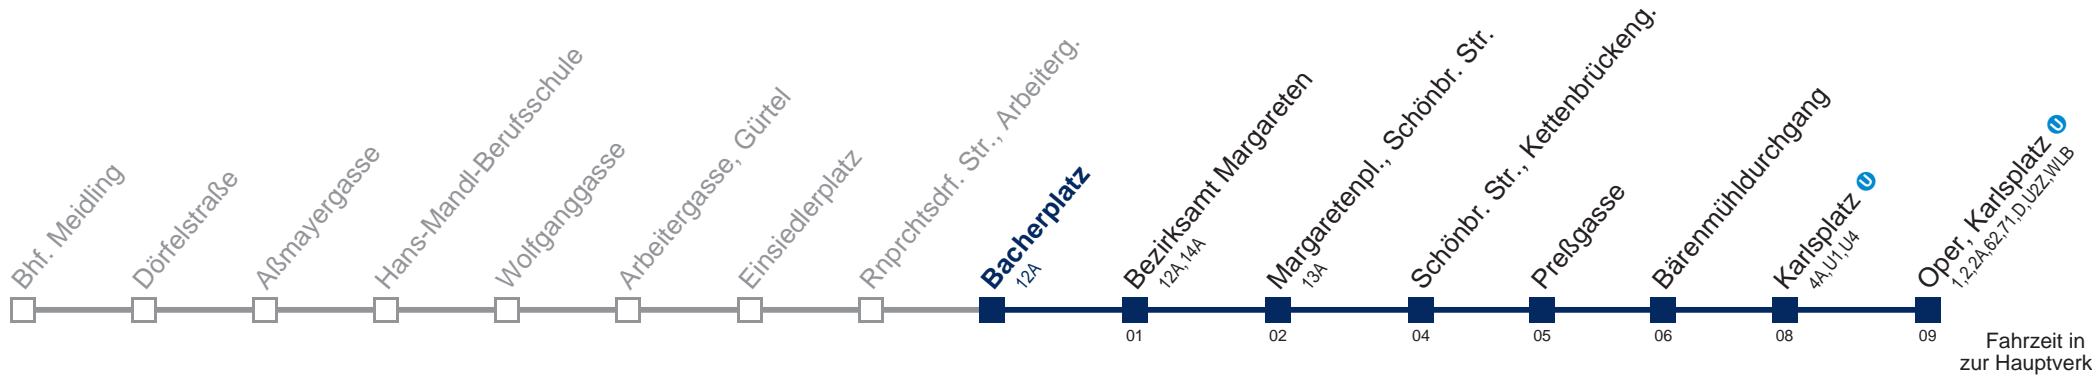 Bhf. Meidling
Dörfelstraße
Aßmayergasse
Hans-Mandl-Berufsschule
Wolfganggasse
Arbeitergasse, Gürtel
Einsiedlerplatz
Rnprchtsdrf. Str., Arbeiterg.
Bacherplatz
12A
Bezirksamt Margareten
12A,14A
Margaretenpl., Schönbr. Str.
13A
Schönbr. Str., Kettenbrückeng.
Preßgasse
Bärenmühldurchgang
Karlsplatz U
4A,U1,U4
Oper, Karlsplatz U
1,2,2A,62,71,D,U2Z,WLB
01 02 04 05 06 08 09
Fahrzeit in
zur Hauptverk